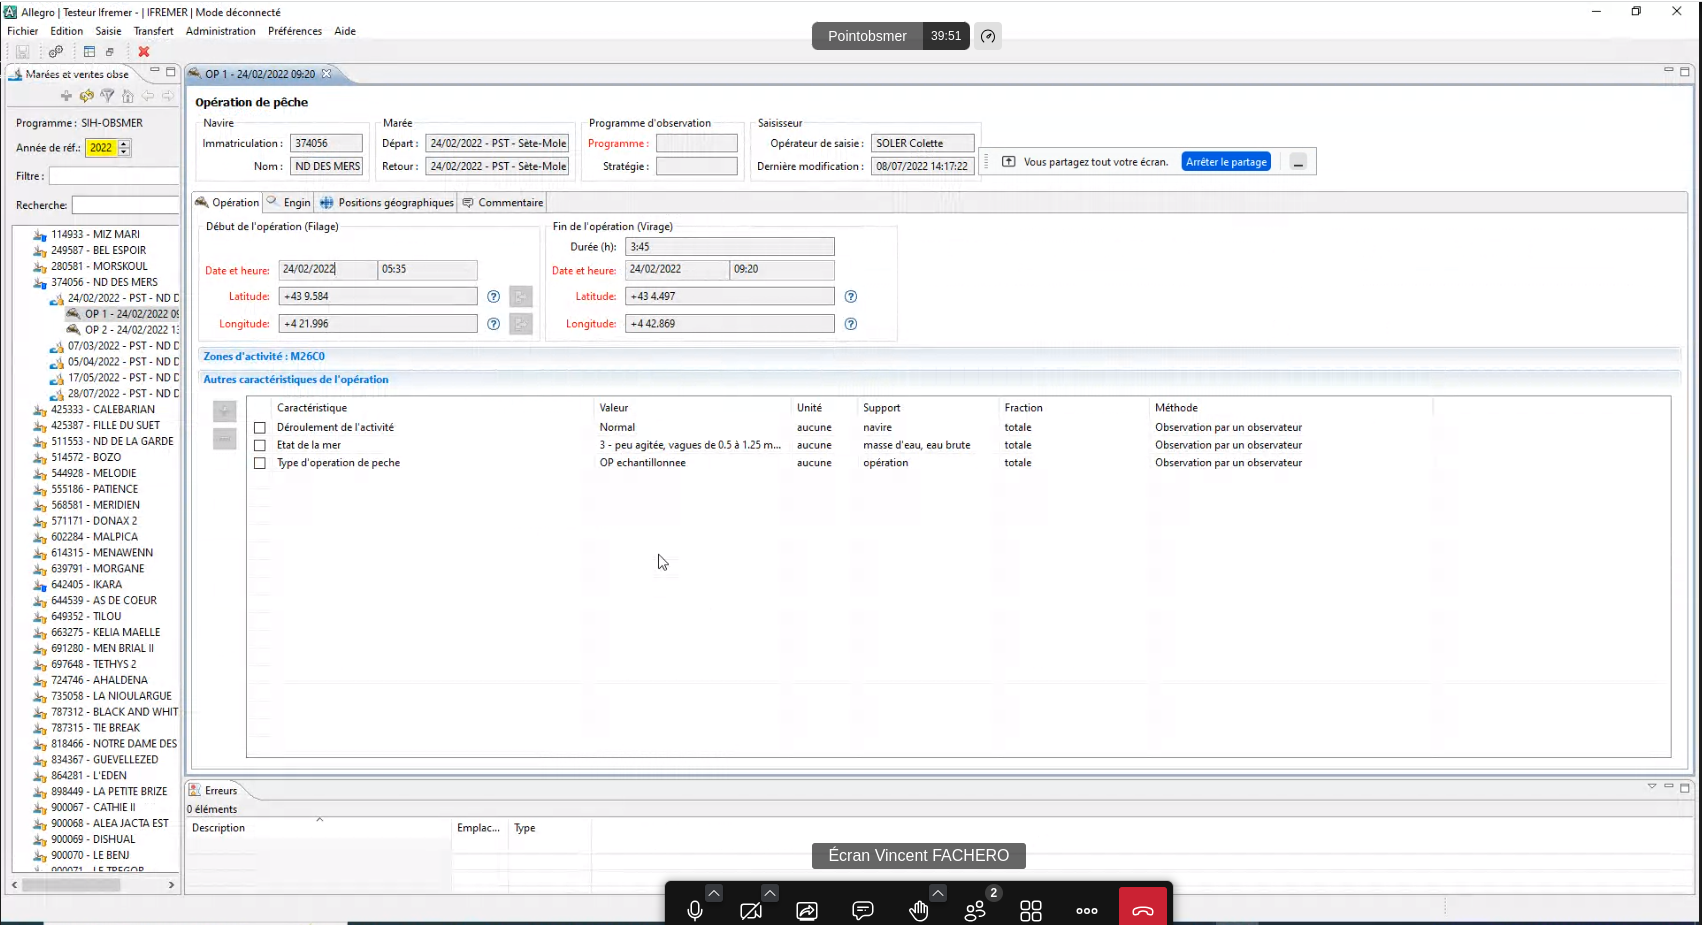 Allegro | Testeur Ifremer - | IFREMER | Mode déconnecté
Fichier Edition Saisie Transfert Administration Préférences Aide
Pointobsmer 39:51
Marées et ventes obse
OP 1 - 24/02/2022 09:20
Programme : SIH-OBSMER
Année de réf.: 2022
Filtre :
Recherche:
114933 - MIZ MARI
249587 - BEL ESPOIR
280581 - MORSKOUL
374056 - ND DES MERS
24/02/2022 - PST - ND D
OP 1 - 24/02/2022 09
OP 2 - 24/02/2022 13
07/03/2022 - PST - ND D
05/04/2022 - PST - ND D
17/05/2022 - PST - ND D
28/07/2022 - PST - ND D
425333 - CALEBARIAN
425387 - FILLE DU SUET
511553 - ND DE LA GARDE
514572 - BOZO
544928 - MELODIE
555186 - PATIENCE
568581 - MERIDIEN
571171 - DONAX 2
602284 - MALPICA
614315 - MENAWENN
639791 - MORGANE
642405 - IKARA
644539 - AS DE COEUR
649352 - TILOU
663275 - KELIA MAELLE
691280 - MEN BRIAL II
697648 - TETHYS 2
724746 - AHALDENA
735058 - LA NIOULARGUE
787312 - BLACK AND WHIT
787315 - TIE BREAK
818466 - NOTRE DAME DES
834367 - GUEVELLEZED
864281 - L'EDEN
898449 - LA PETITE BRIZE
900067 - CATHIE II
900068 - ALEA JACTA EST
900069 - DISHUAL
900070 - LE BENJ
900071 - LE TREGOR
Opération de pêche
Navire
Immatriculation : 374056
Nom : ND DES MERS
Marée
Départ : 24/02/2022 - PST - Sète-Mole
Retour : 24/02/2022 - PST - Sète-Mole
Programme d'observation
Programme :
Stratégie :
Saisisseur
Opérateur de saisie : SOLER Colette
Dernière modification : 08/07/2022 14:17:22
Vous partagez tout votre écran. Arrêter le partage
Opération Engin Positions géographiques Commentaire
Début de l'opération (Filage)
Date et heure: 24/02/2022 05:35
Latitude: +43 9.584
Longitude: +4 21.996
Fin de l'opération (Virage)
Durée (h): 3:45
Date et heure: 24/02/2022 09:20
Latitude: +43 4.497
Longitude: +4 42.869
Zones d'activité : M26C0
Autres caractéristiques de l'opération
Caractéristique Valeur Unité Support Fraction Méthode
Déroulement de l'activité Normal aucune navire totale Observation par un observateur
Etat de la mer 3 - peu agitée, vagues de 0.5 à 1.25 m... aucune masse d'eau, eau brute totale Observation par un observateur
Type d'operation de peche OP echantillonnee aucune opération totale Observation par un observateur
Erreurs
0 éléments
Description Emplac... Type
Écran Vincent FACHERO
2